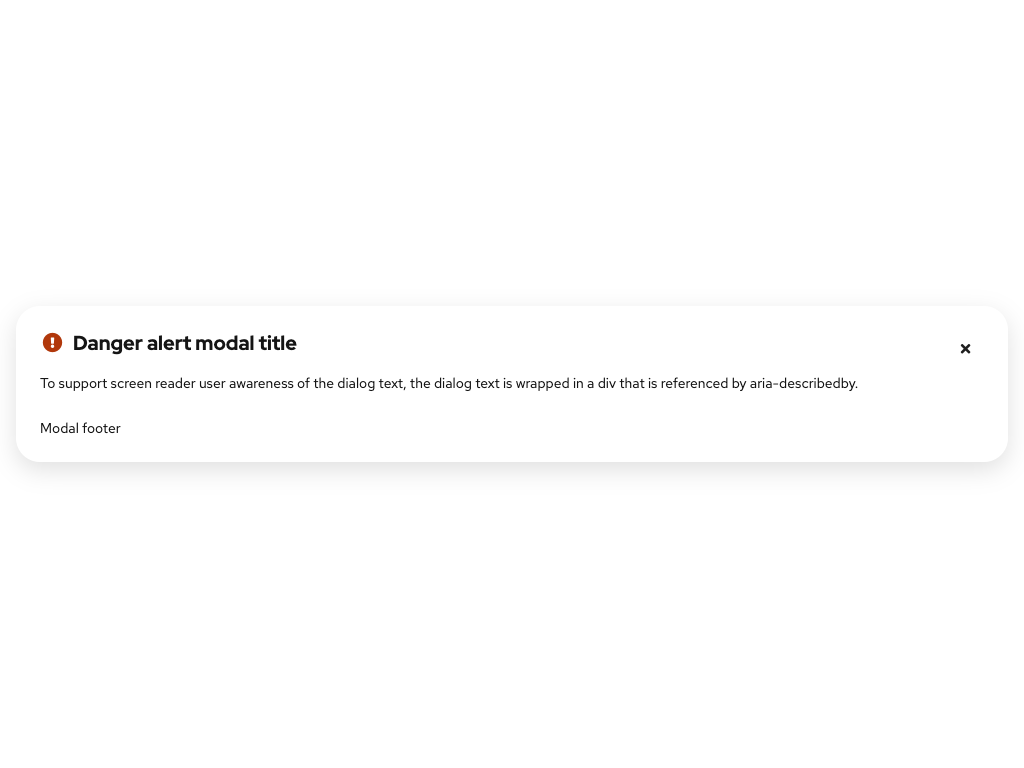 Danger alert modal title
To support screen reader user awareness of the dialog text, the dialog text is wrapped in a div that is referenced by aria-describedby.
Modal footer